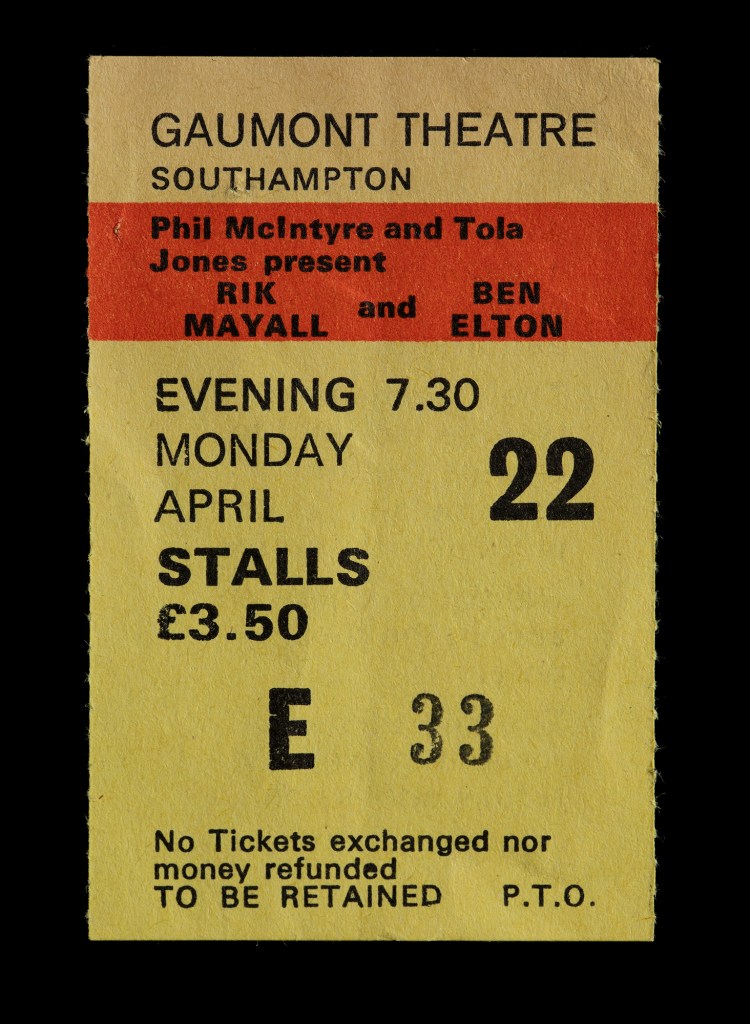 GAUMONT THEATRE
SOUTHAMPTON
Phil McIntyre and Tola
Jones present
RIK MAYALL and BEN ELTON
EVENING 7.30
MONDAY
APRIL 22
STALLS
£3.50
E 33
No Tickets exchanged nor
money refunded
TO BE RETAINED P.T.O.